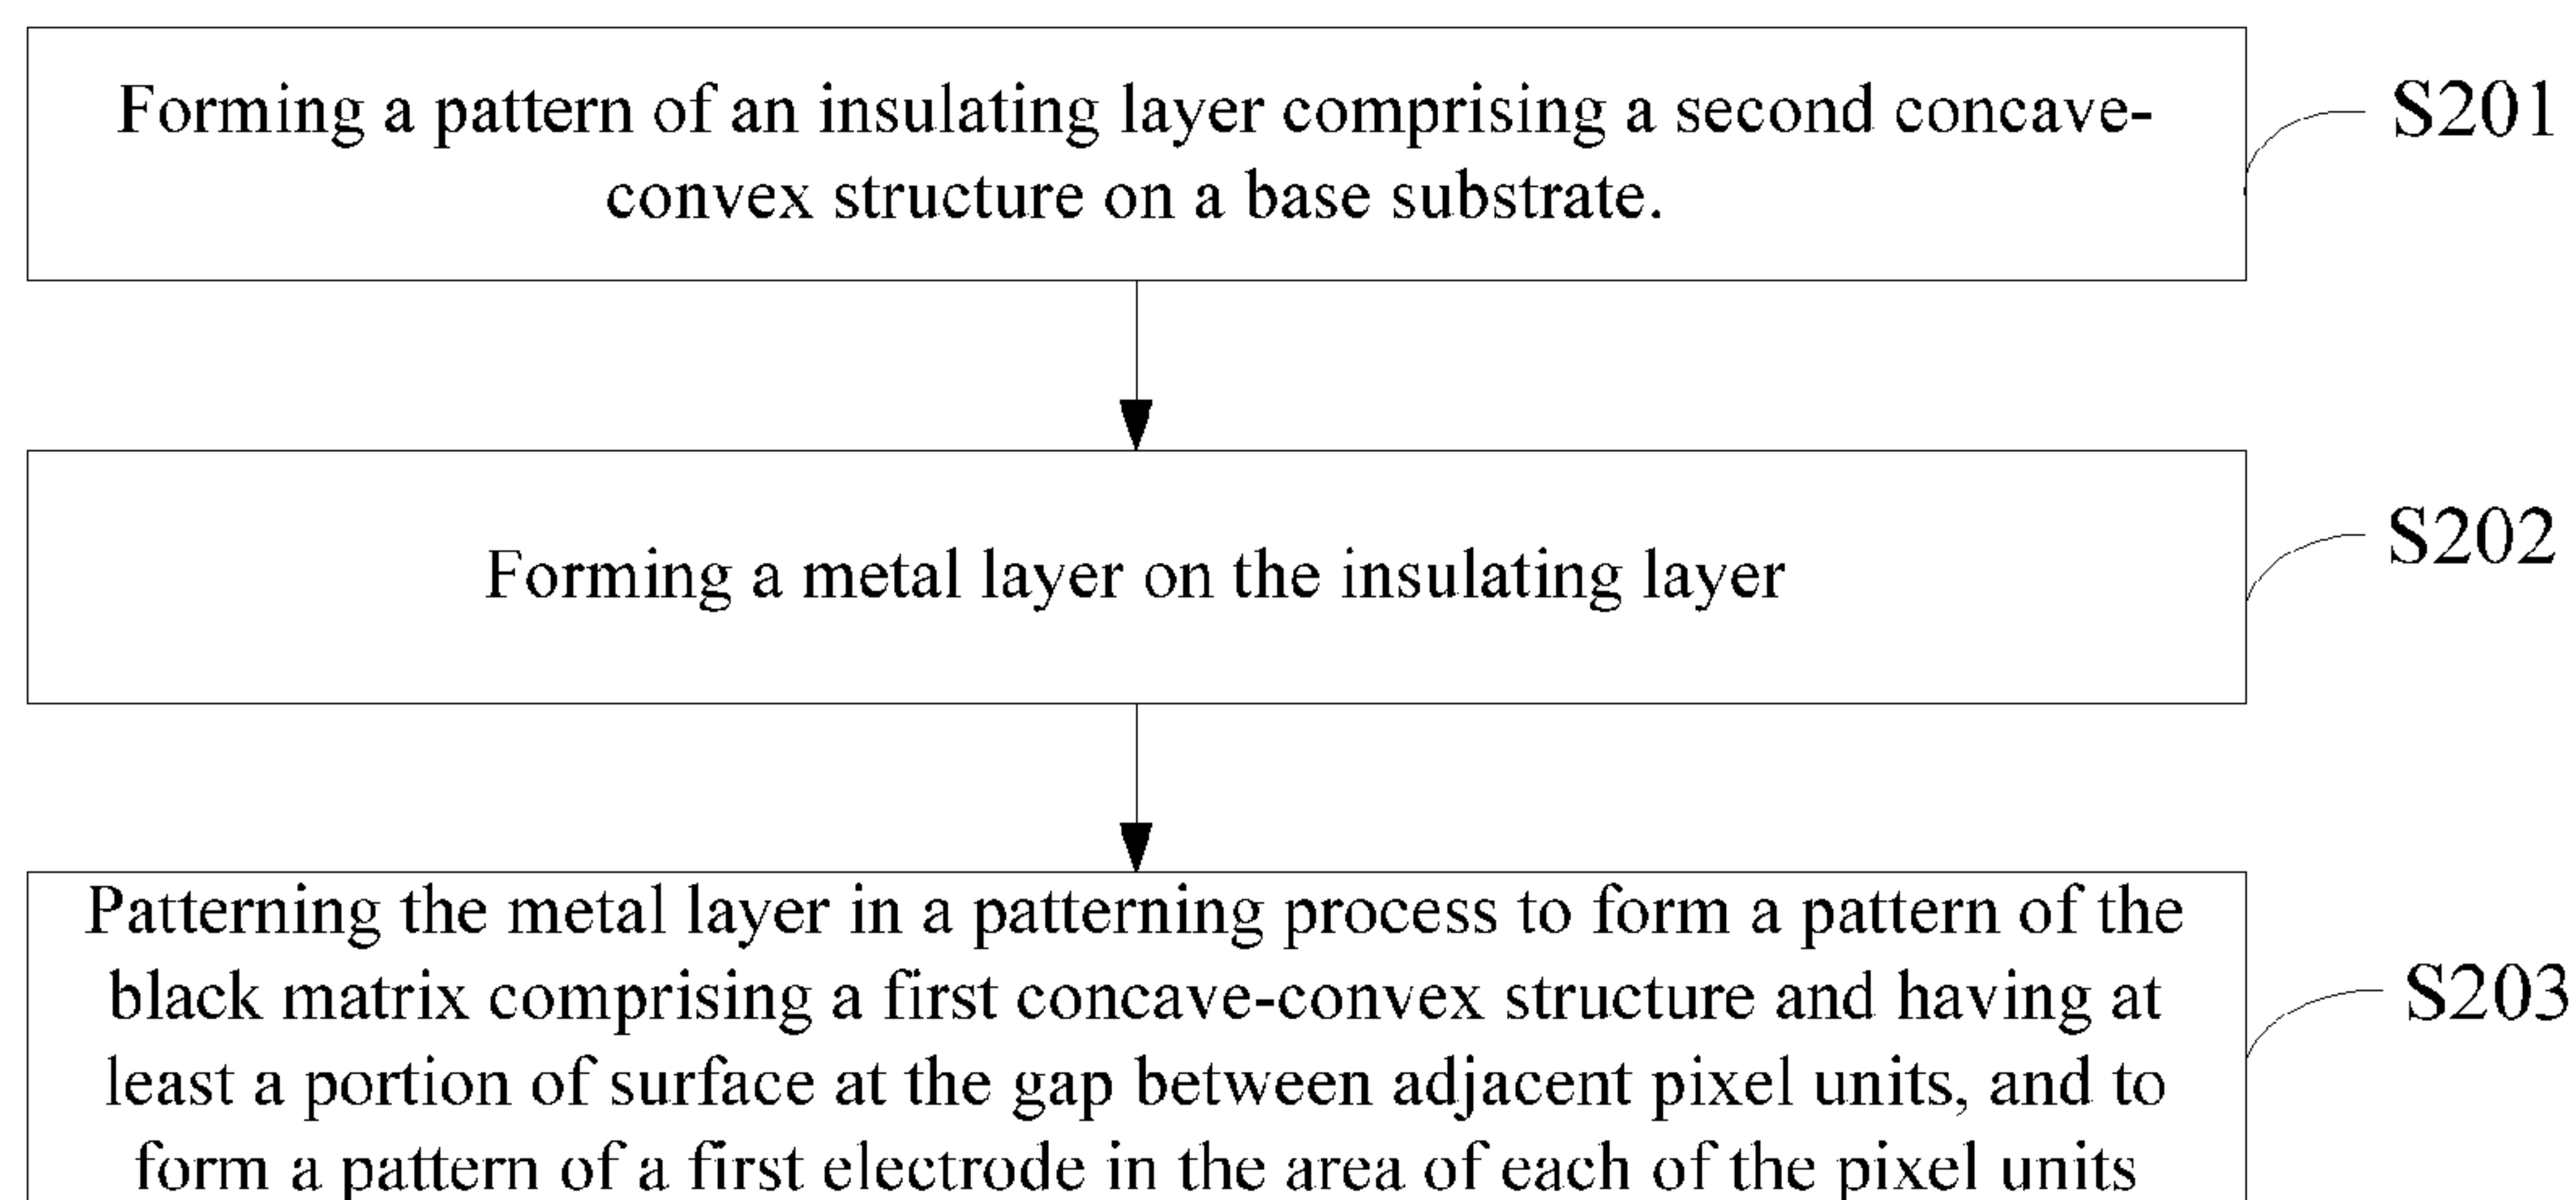 Forming a pattern of an insulating layer comprising a second concave-
convex structure on a base substrate.
S201
Forming a metal layer on the insulating layer
S202
Patterning the metal layer in a patterning process to form a pattern of the
black matrix comprising a first concave-convex structure and having at
least a portion of surface at the gap between adjacent pixel units, and to
form a pattern of a first electrode in the area of each of the pixel units
S203